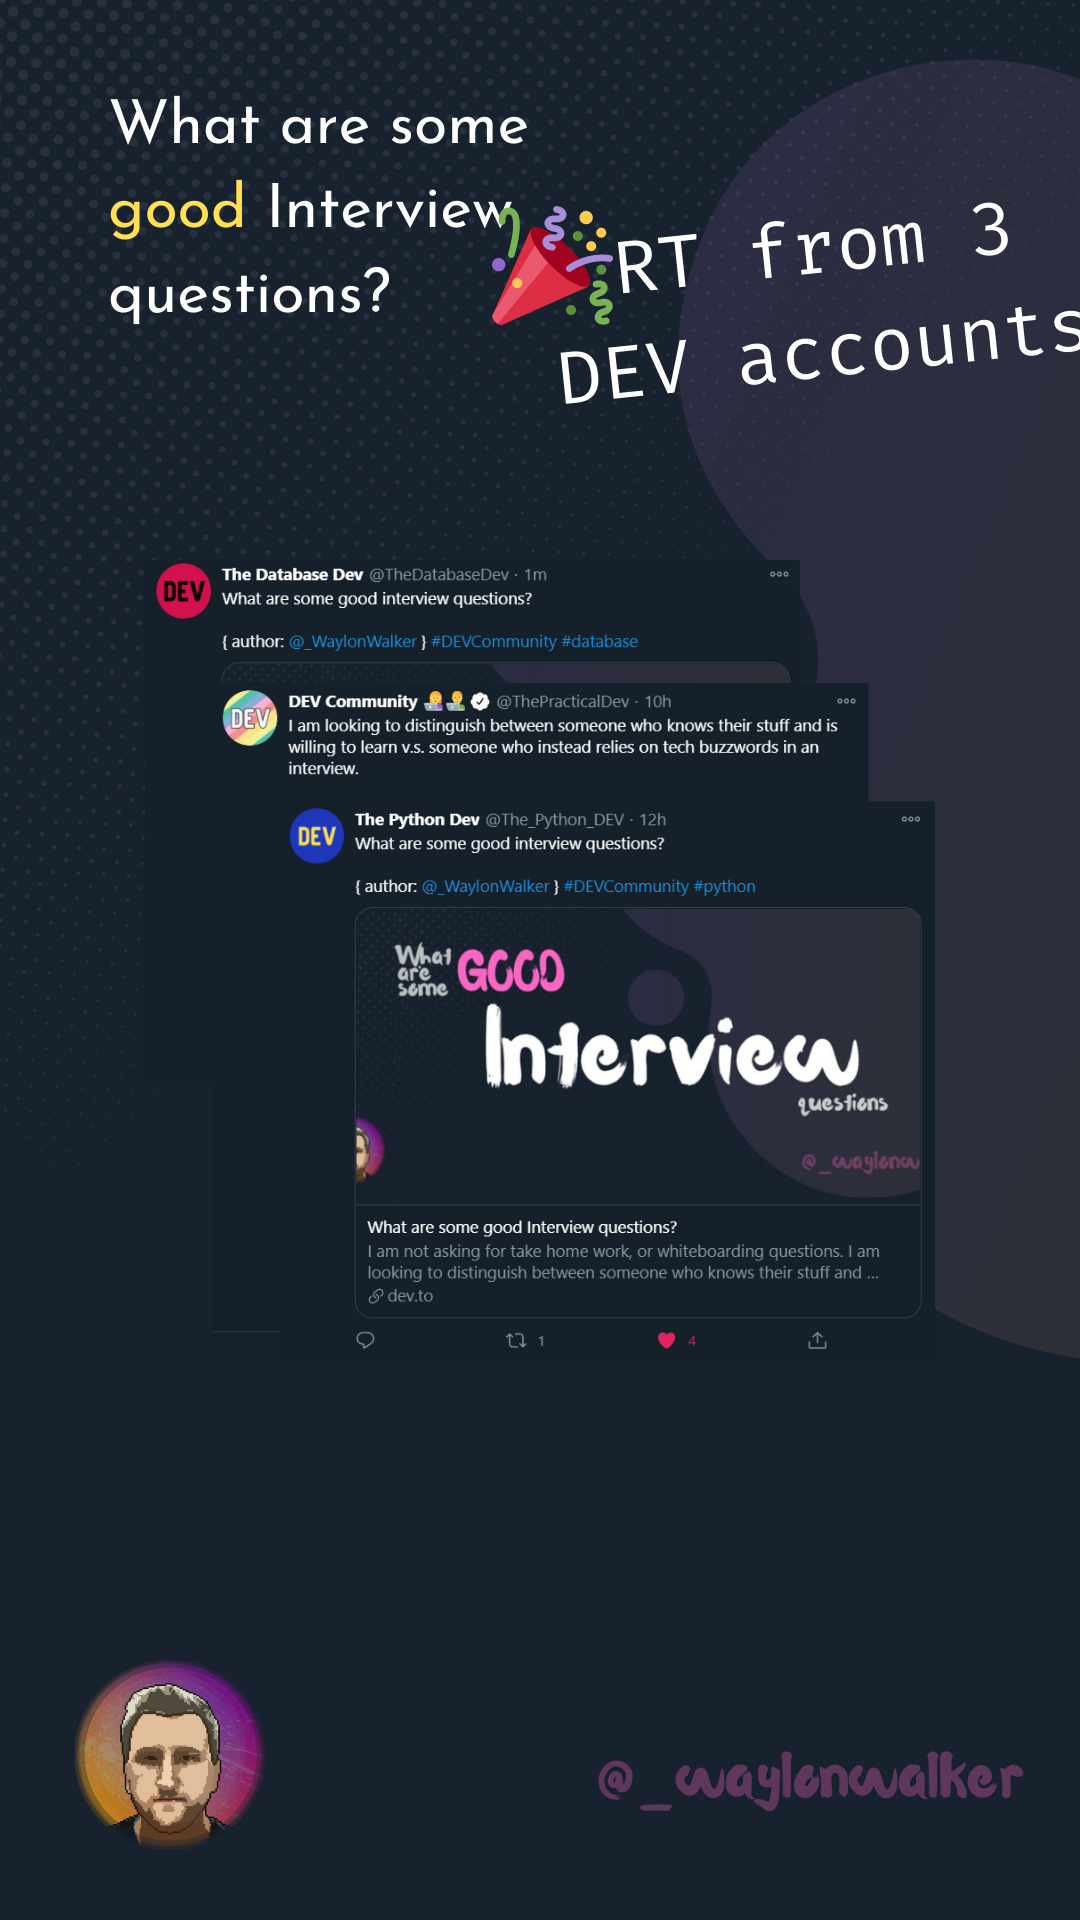 What are some
good Interview
questions?
🎉RT from 3
DEV accounts
DEV
The Database Dev @TheDatabaseDev · 1m
What are some good interview questions?
{ author: @_WaylonWalker } #DEVCommunity #database
DEV
DEV Community 👩‍💻👨‍💻 @ThePracticalDev · 10h
I am looking to distinguish between someone who knows their stuff and is
willing to learn v.s. someone who instead relies on tech buzzwords in an
interview.
DEV
The Python Dev @The_Python_DEV · 12h
What are some good interview questions?
{ author: @_WaylonWalker } #DEVCommunity #python
What
are
some
GOOD
Interview
questions
@_waylonw
What are some good Interview questions?
I am not asking for take home work, or whiteboarding questions. I am
looking to distinguish between someone who knows their stuff and ...
dev.to
1
4
@_waylonwalker